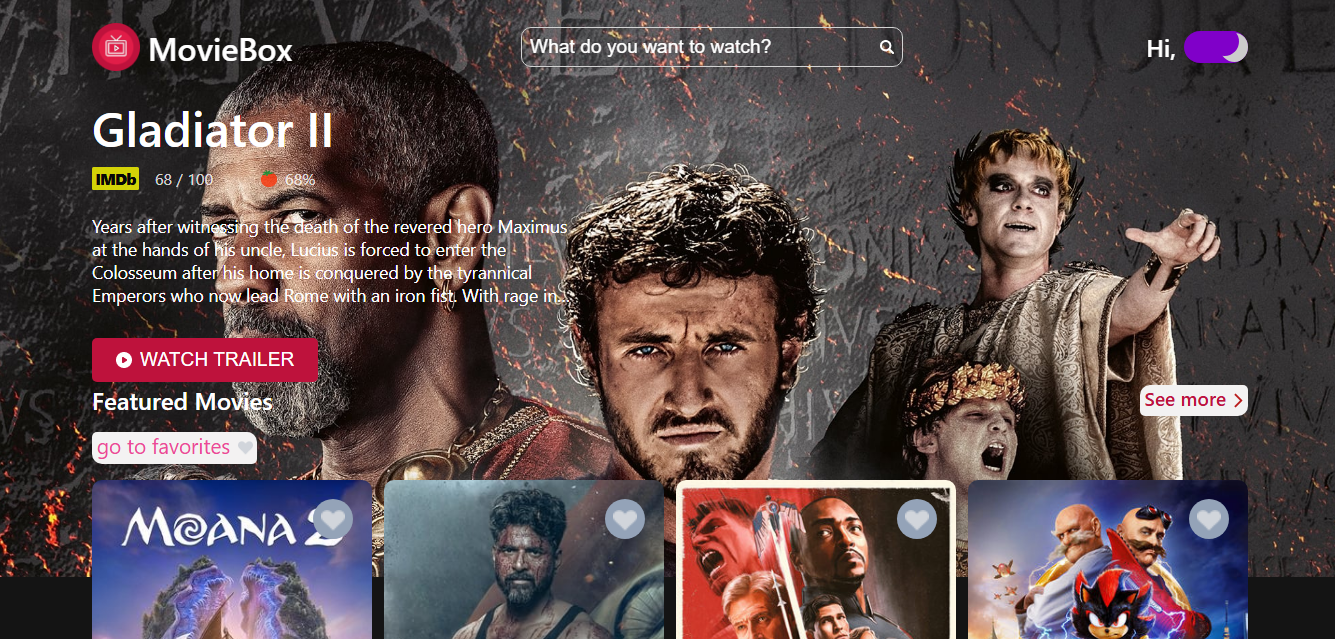 MovieBox
What do you want to watch?
Hi,
Gladiator II
IMDb 68 / 100 68%
Years after witnessing the death of the revered hero Maximus
at the hands of his uncle, Lucius is forced to enter the
Colosseum after his home is conquered by the tyrannical
Emperors who now lead Rome with an iron fist. With rage in...
WATCH TRAILER
Featured Movies
See more
go to favorites
MOANA 2